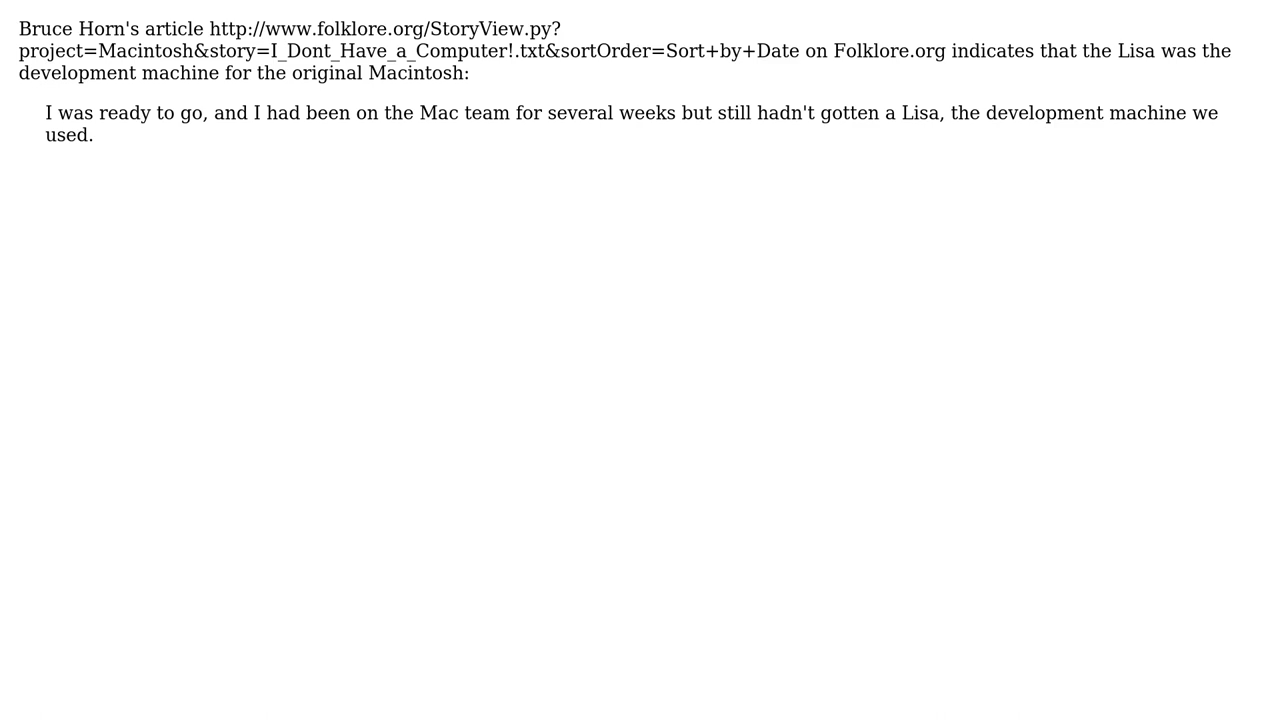 Bruce Horn's article http://www.folklore.org/StoryView.py?
project=Macintosh&story=I_Dont_Have_a_Computer!.txt&sortOrder=Sort+by+Date on Folklore.org indicates that the Lisa was the
development machine for the original Macintosh:
I was ready to go, and I had been on the Mac team for several weeks but still hadn't gotten a Lisa, the development machine we
used.